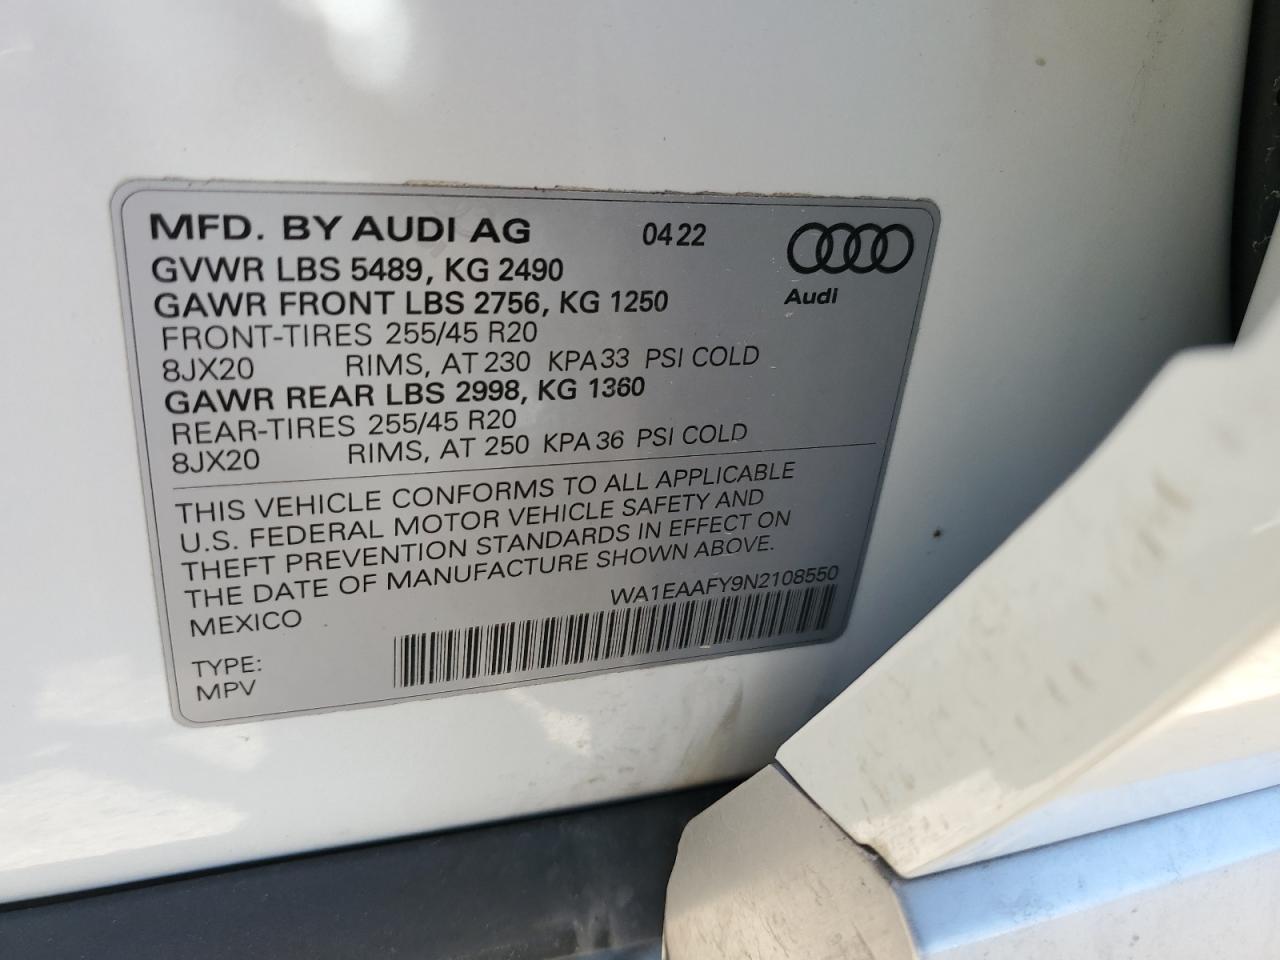 MFD. BY AUDI AG 0422
GVWR LBS 5489, KG 2490
GAWR FRONT LBS 2756, KG 1250
Audi
FRONT-TIRES 255/45 R20
8JX20 RIMS, AT 230 KPA 33 PSI COLD
GAWR REAR LBS 2998, KG 1360
REAR-TIRES 255/45 R20
8JX20 RIMS, AT 250 KPA 36 PSI COLD
THIS VEHICLE CONFORMS TO ALL APPLICABLE
U.S. FEDERAL MOTOR VEHICLE SAFETY AND
THEFT PREVENTION STANDARDS IN EFFECT ON
THE DATE OF MANUFACTURE SHOWN ABOVE.
WA1EAAFY9N2108550
MEXICO
TYPE:
MPV